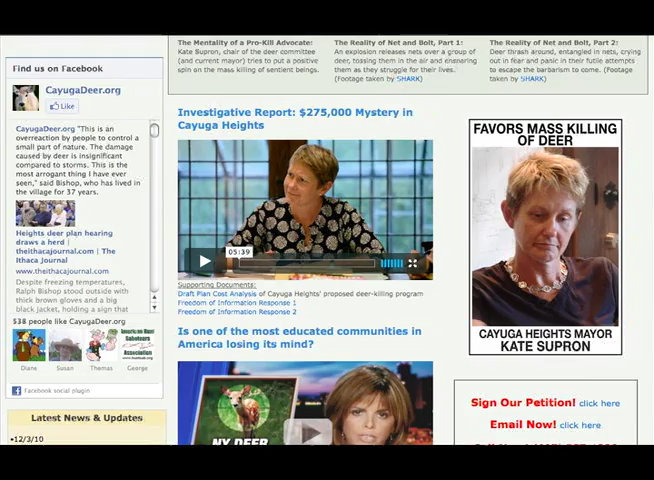 The Mentality of a Pro-Kill Advocate:
Kate Supron, chair of the deer committee
(and current mayor) tries to put a positive
spin on the mass killing of sentient beings.
The Reality of Net and Bolt, Part 1:
An explosion releases nets over a group of
deer, tossing them in the air and ensnaring
them as they struggle for their lives.
(Footage taken by SHARK)
The Reality of Net and Bolt, Part 2:
Deer thrash around, entangled in nets, crying
out in fear and panic in their futile attempts
to escape the barbarism to come. (Footage
taken by SHARK)
Find us on Facebook
CayugaDeer.org
Like
CayugaDeer.org "This is an
overreaction by people to control a
small part of nature. The damage
caused by deer is insignificant
compared to storms. This is the
most arrogant thing I have ever
seen," said Bishop, who has lived in
the village for 37 years.
Heights deer plan hearing
draws a herd |
theithacajournal.com | The
Ithaca Journal
www.theithacajournal.com
Despite freezing temperatures,
Ralph Bishop stood outside with
thick brown gloves and a big
black jacket, holding a sign that
538 people like CayugaDeer.org
Diane
Susan
Thomas
George
Facebook social plugin
Latest News & Updates
•12/3/10
Investigative Report: $275,000 Mystery in
Cayuga Heights
05:39
Supporting Documents:
Draft Plan Cost Analysis of Cayuga Heights' proposed deer-killing program
Freedom of Information Response 1
Freedom of Information Response 2
Is one of the most educated communities in
America losing its mind?
NY DEER
FAVORS MASS KILLING
OF DEER
CAYUGA HEIGHTS MAYOR
KATE SUPRON
Sign Our Petition! click here
Email Now! click here